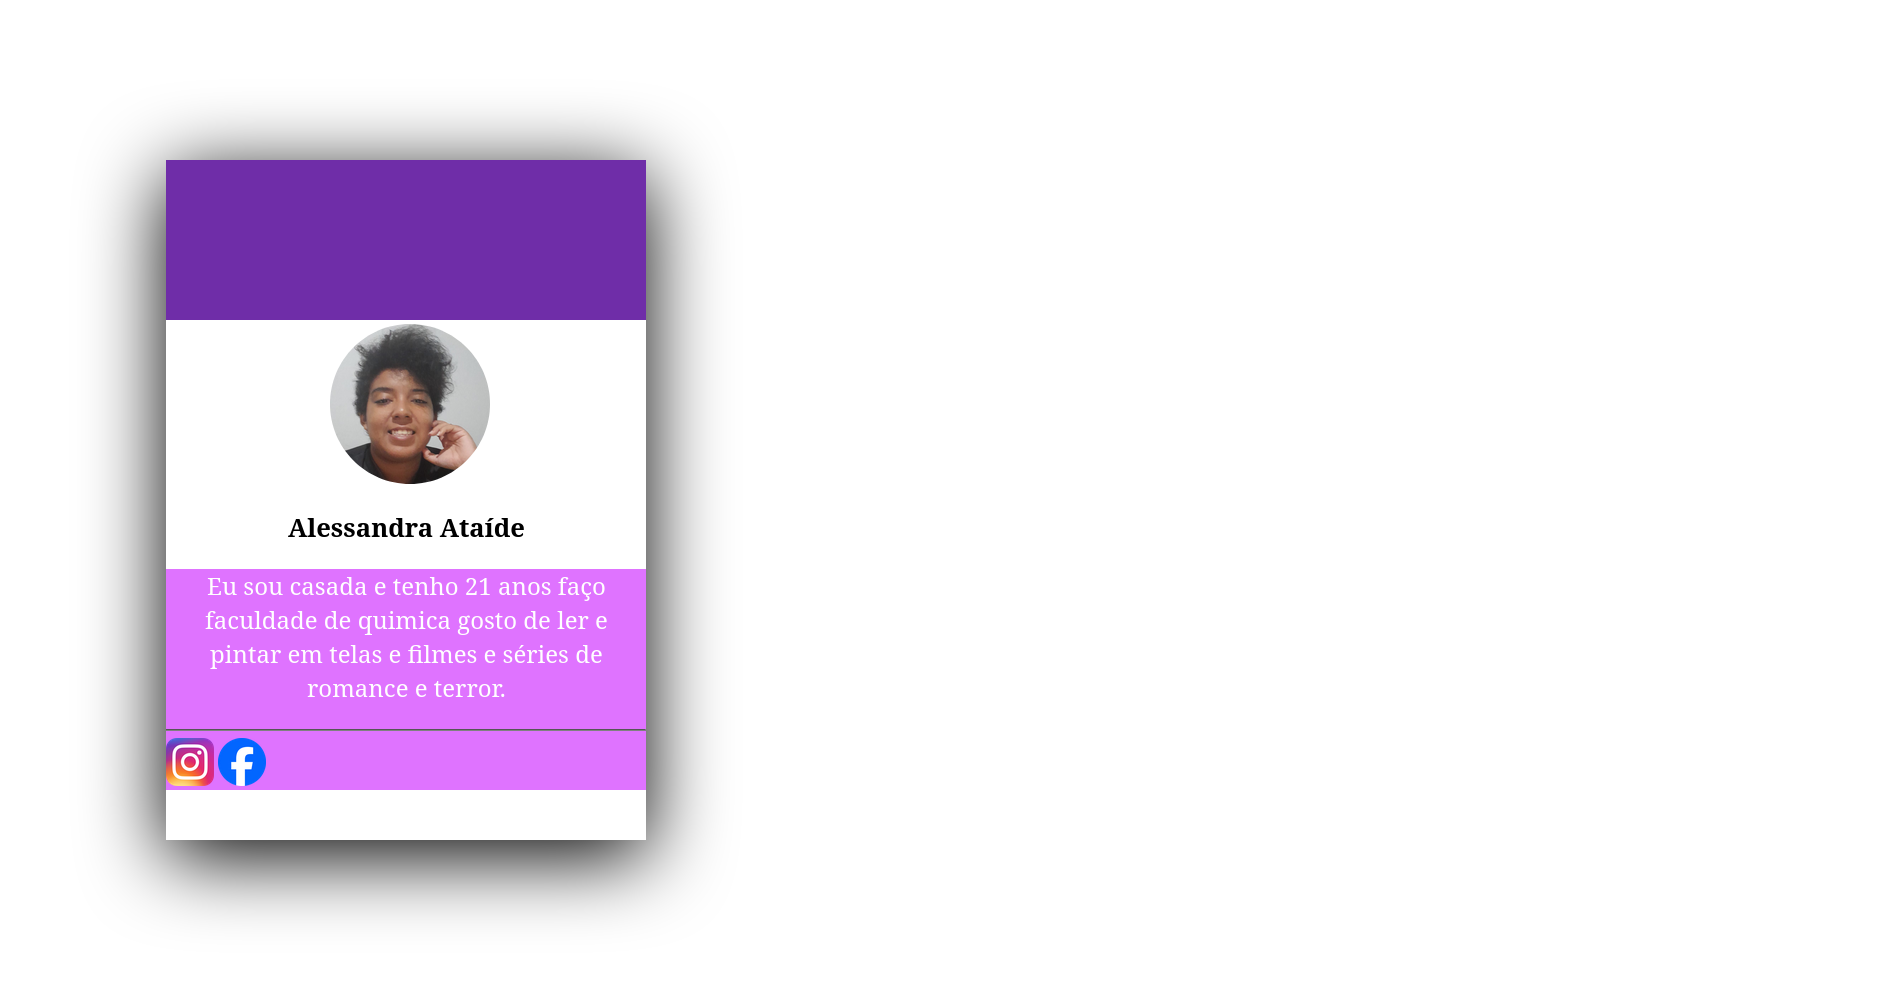 Alessandra Ataíde
Eu sou casada e tenho 21 anos faço
faculdade de quimica gosto de ler e
pintar em telas e filmes e séries de
romance e terror.